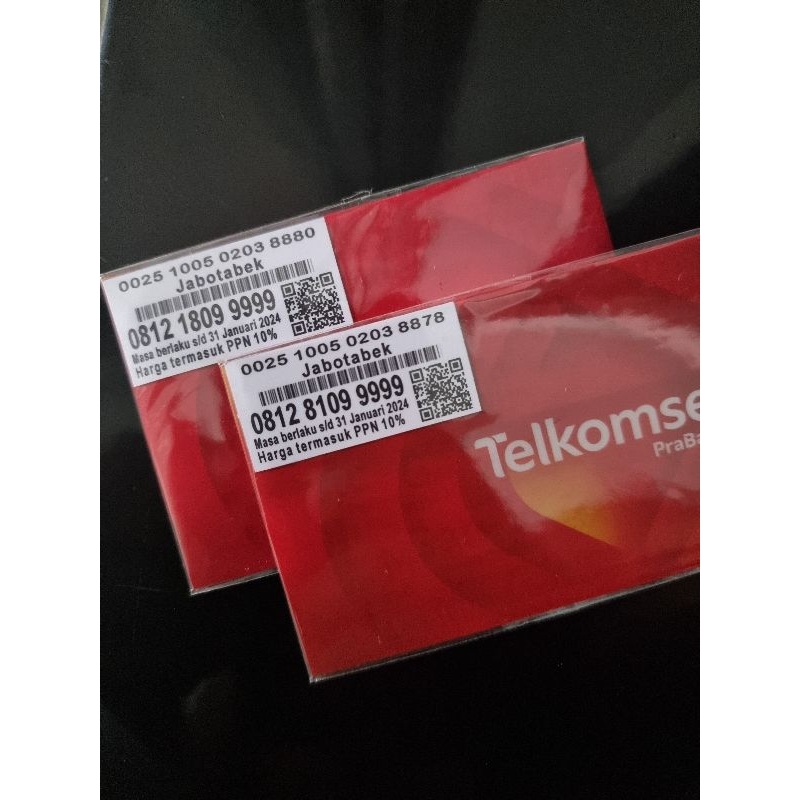 0025 1005 0203 8880
Jabotabek
0812 1809 9999
Masa berlaku s/d 31 Januari 2024
Harga termasuk PPN 10%
0025 1005 0203 8878
Jabotabek
0812 8109 9999
Masa berlaku s/d 31 Januari 2024
Harga termasuk PPN 10%
Telkomse
PraBa